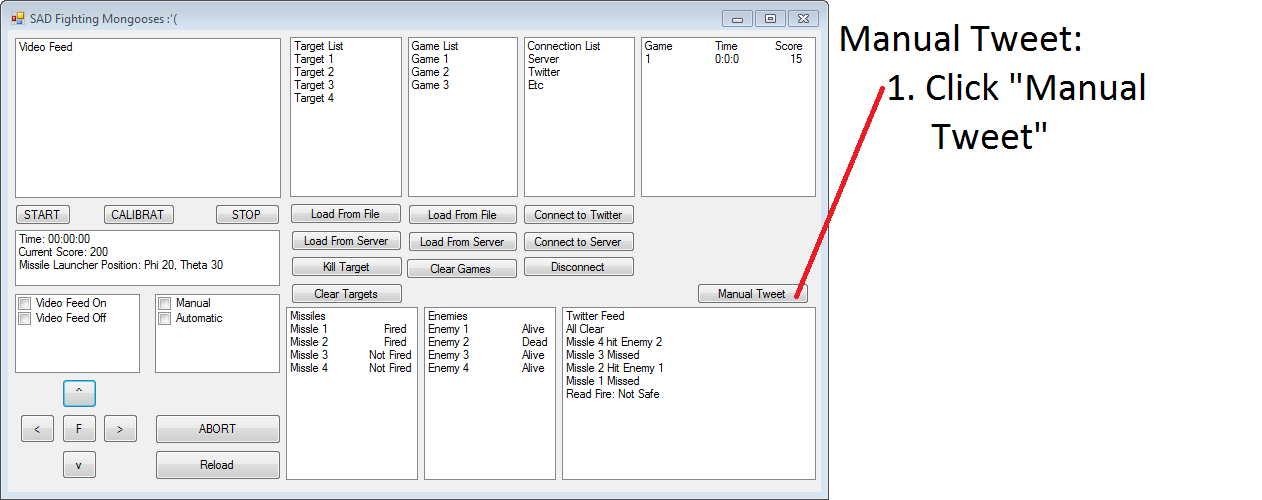 SAD Fighting Mongooses :'(
Video Feed
Target List
Target 1
Target 2
Target 3
Target 4
Game List
Game 1
Game 2
Game 3
Connection List
Server
Twitter
Etc
Game Time Score
1 0:0:0 15
Manual Tweet:
1. Click "Manual
Tweet"
START CALIBRAT STOP
Load From File
Load From Server
Kill Target
Clear Targets
Load From File
Load From Server
Clear Games
Connect to Twitter
Connect to Server
Disconnect
Manual Tweet
Time: 00:00:00
Current Score: 200
Missile Launcher Position: Phi 20, Theta 30
Video Feed On
Video Feed Off
Manual
Automatic
^
< F >
v
ABORT
Reload
Missiles
Missle 1 Fired
Missle 2 Fired
Missle 3 Not Fired
Missle 4 Not Fired
Enemies
Enemy 1 Alive
Enemy 2 Dead
Enemy 3 Alive
Enemy 4 Alive
Twitter Feed
All Clear
Missle 4 hit Enemy 2
Missle 3 Missed
Missle 2 Hit Enemy 1
Missle 1 Missed
Read Fire: Not Safe